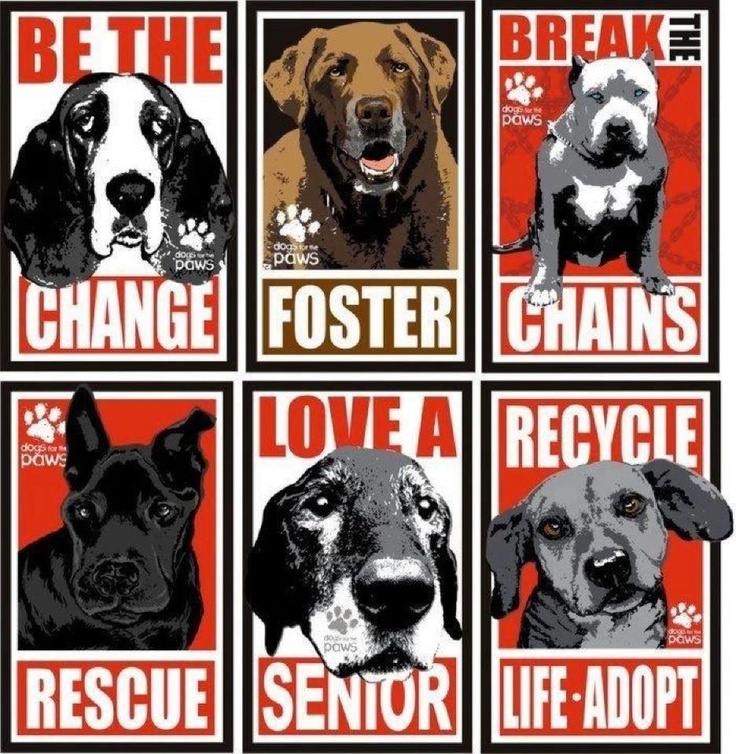 BE THE
dogs for the
paws
CHANGE
dogs for the
paws
FOSTER
BREAK THE
dogs for the
paws
CHAINS
dogs for the
paws
RESCUE
LOVE A
dogs for the
paws
SENIOR
RECYCLE
dogs for the
paws
LIFE·ADOPT